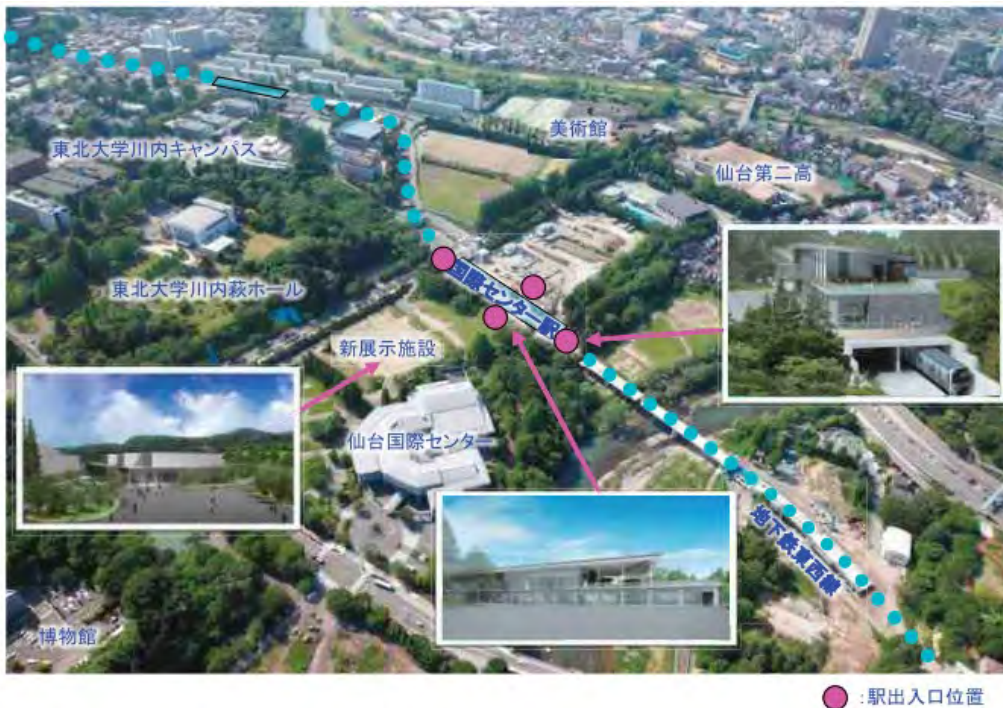 美術館
東北大学川内キャンパス
仙台第二高
国際センター駅
東北大学川内萩ホール
新展示施設
仙台国際センター
地下鉄東西線
博物館
:駅出入口位置